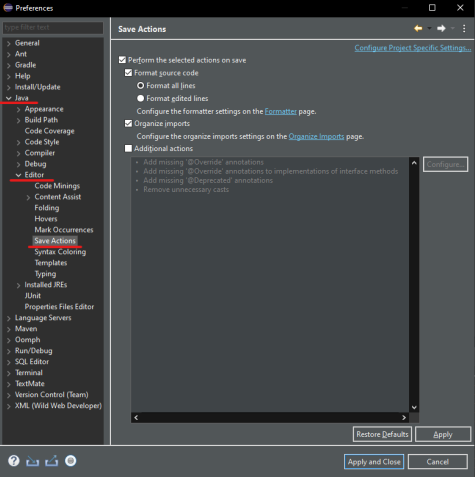 Preferences
type filter text
General
Ant
Gradle
Help
Install/Update
Java
Appearance
Build Path
Code Coverage
Code Style
Compiler
Debug
Editor
Code Minings
Content Assist
Folding
Hovers
Mark Occurrences
Save Actions
Syntax Coloring
Templates
Typing
Installed JREs
JUnit
Properties Files Editor
Language Servers
Maven
Oomph
Run/Debug
SQL Editor
Terminal
TextMate
Version Control (Team)
XML (Wild Web Developer)
Save Actions
Configure Project Specific Settings...
Perform the selected actions on save
Format source code
Format all lines
Format edited lines
Configure the formatter settings on the Formatter page.
Organize imports
Configure the organize imports settings on the Organize Imports page.
Additional actions
Add missing '@Override' annotations
Add missing '@Override' annotations to implementations of interface methods
Add missing '@Deprecated' annotations
Remove unnecessary casts
Configure...
Restore Defaults
Apply
Apply and Close
Cancel